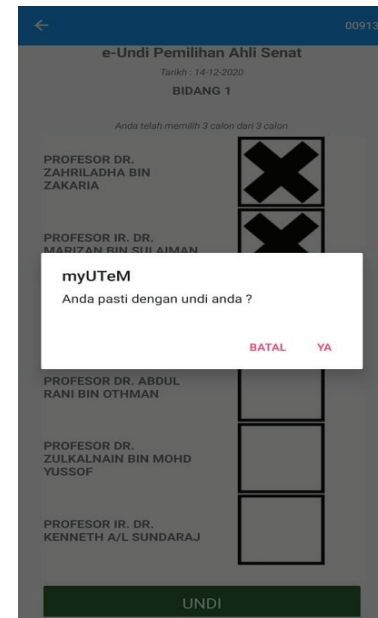 00913
e-Undi Pemilihan Ahli Senat
Tarikh : 14-12-2020
BIDANG 1
Anda telah memilih 3 calon dari 3 calon
PROFESOR DR.
ZAHRILADHA BIN
ZAKARIA
PROFESOR IR. DR.
MARIZAN BIN SULAIMAN
myUTeM
Anda pasti dengan undi anda ?
BATAL YA
PROFESOR DR. ABDUL
RANI BIN OTHMAN
PROFESOR DR.
ZULKALNAIN BIN MOHD
YUSSOF
PROFESOR IR. DR.
KENNETH A/L SUNDARAJ
UNDI